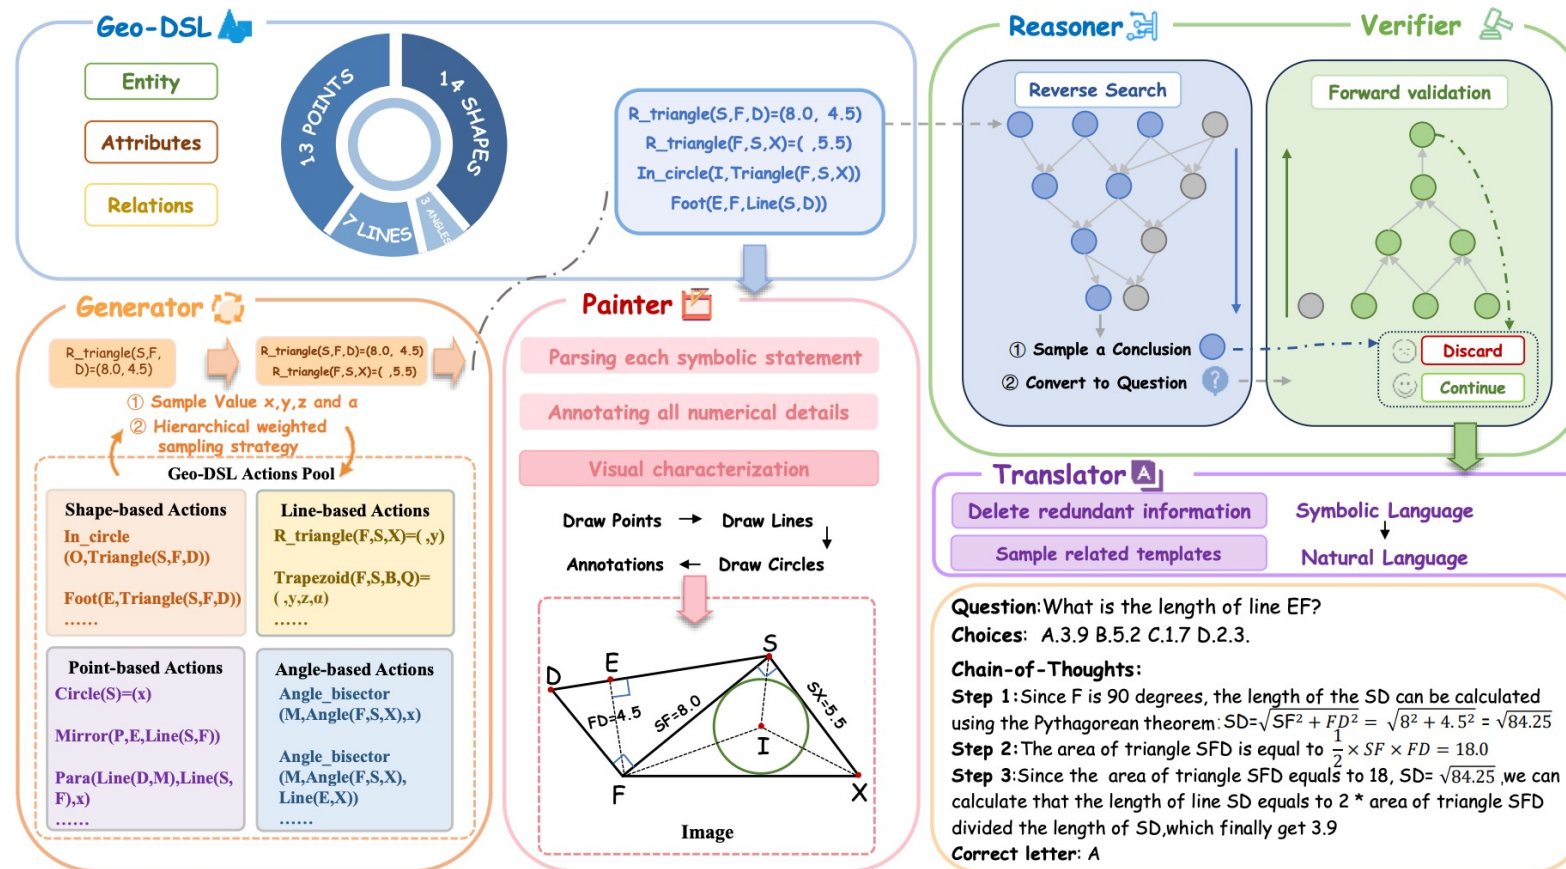 Geo-DSL
Entity
Attributes
Relations
13 POINTS
14 SHAPES
7 LINES
3 ANGLES
R_triangle(S,F,D)=(8.0, 4.5)
R_triangle(F,S,X)=( ,5.5)
In_circle(I,Triangle(F,S,X))
Foot(E,F,Line(S,D))
Generator
R_triangle(S,F,
D)=(8.0, 4.5)
R_triangle(S,F,D)=(8.0, 4.5)
R_triangle(F,S,X)=( ,5.5)
① Sample Value x,y,z and α
② Hierarchical weighted
sampling strategy
Geo-DSL Actions Pool
Shape-based Actions
In_circle
(O,Triangle(S,F,D))
Foot(E,Triangle(S,F,D))
......
Line-based Actions
R_triangle(F,S,X)=( ,y)
Trapezoid(F,S,B,Q)=
( ,y,z,α)
......
Point-based Actions
Circle(S)=(x)
Mirror(P,E,Line(S,F))
Para(Line(D,M),Line(S,
F),x)
......
Angle-based Actions
Angle_bisector
(M,Angle(F,S,X),x)
Angle_bisector
(M,Angle(F,S,X),
Line(E,X))
......
Painter
Parsing each symbolic statement
Annotating all numerical details
Visual characterization
Draw Points → Draw Lines
↓
Annotations ← Draw Circles
S
E
D
FD=4.5
SF=8.0
SX=5.5
I
F
X
Image
Reasoner
Reverse Search
① Sample a Conclusion
② Convert to Question
?
Verifier
Forward validation
Discard
Continue
Translator
A
Delete redundant information
Sample related templates
Symbolic Language
↓
Natural Language
Question:What is the length of line EF?
Choices: A.3.9 B.5.2 C.1.7 D.2.3.
Chain-of-Thoughts:
Step 1:Since F is 90 degrees, the length of the SD can be calculated
using the Pythagorean theorem: SD=√(SF² + FD²) = √(8² + 4.5²) = √84.25
Step 2:The area of triangle SFD is equal to 1/2 × SF × FD = 18.0
Step 3:Since the area of triangle SFD equals to 18, SD= √84.25 ,we can
calculate that the length of line SD equals to 2 * area of triangle SFD
divided the length of SD,which finally get 3.9
Correct letter: A